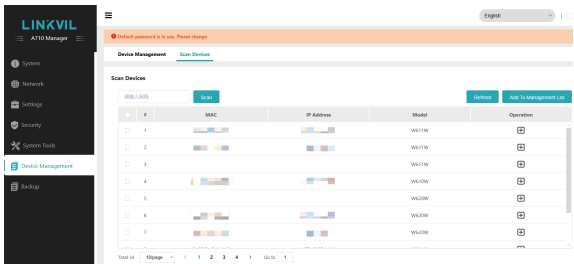 LINKVIL
A710 Manager
English
Default password is in use. Please change
Device Management
Scan Devices
System
Network
Settings
Security
System Tools
Device Management
Backup
Scan Devices
请输入网段
Scan
Refresh
Add To Management List
# MAC IP Address Model Operation
1 W611W
2 W611W
3 W611W
4 W610W
5 W620W
6 W620W
7 W620W
Total 34 10/page < 1 2 3 4 > Go to 1